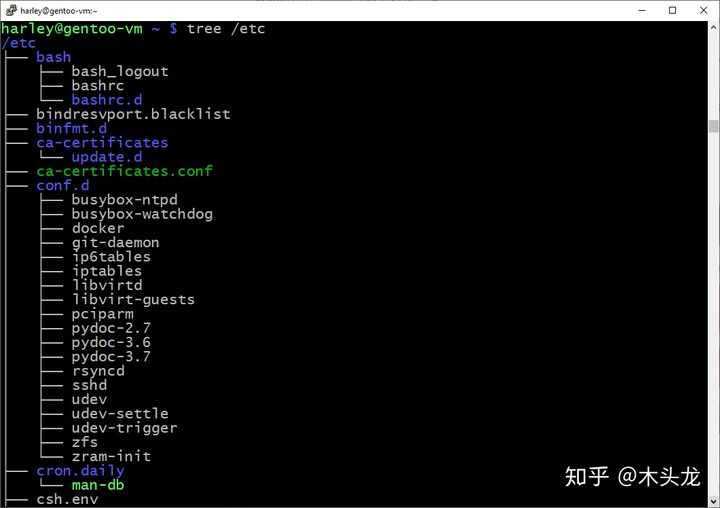 harley@gentoo-vm:~
harley@gentoo-vm ~ $ tree /etc
/etc
├── bash
│   ├── bash_logout
│   ├── bashrc
│   └── bashrc.d
├── bindresvport.blacklist
├── binfmt.d
├── ca-certificates
│   └── update.d
├── ca-certificates.conf
├── conf.d
│   ├── busybox-ntpd
│   ├── busybox-watchdog
│   ├── docker
│   ├── git-daemon
│   ├── ip6tables
│   ├── iptables
│   ├── libvirtd
│   ├── libvirt-guests
│   ├── pciparm
│   ├── pydoc-2.7
│   ├── pydoc-3.6
│   ├── pydoc-3.7
│   ├── rsyncd
│   ├── sshd
│   ├── udev
│   ├── udev-settle
│   ├── udev-trigger
│   ├── zfs
│   └── zram-init
├── cron.daily
│   └── man-db
├── csh.env
知乎 @木头龙